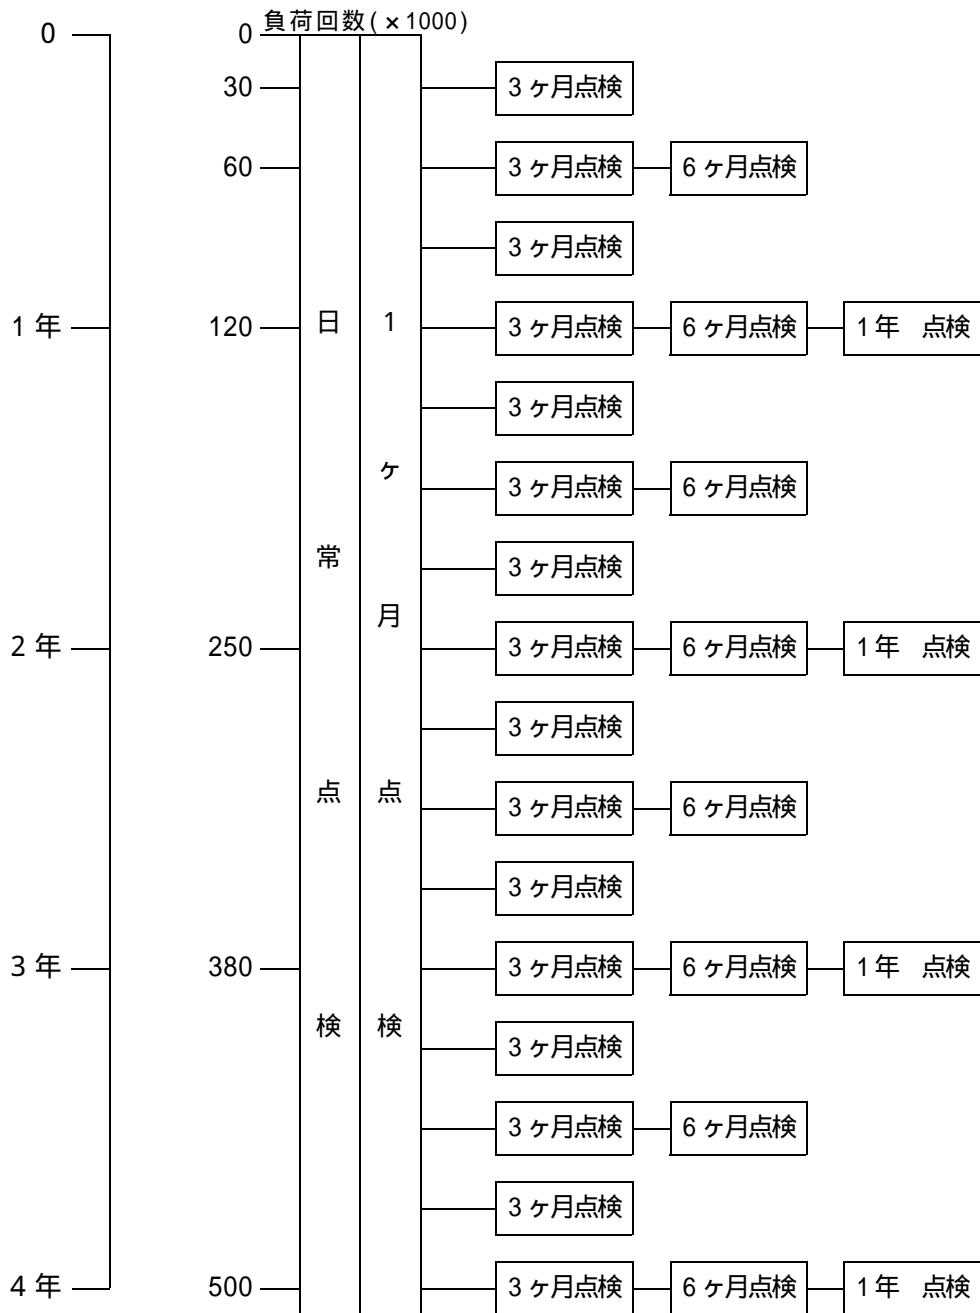 負荷回数(×1000)
0 0
30 3ヶ月点検
60 3ヶ月点検 6ヶ月点検
3ヶ月点検
1年 120 3ヶ月点検 6ヶ月点検 1年 点検
3ヶ月点検
3ヶ月点検 6ヶ月点検
3ヶ月点検
2年 250 3ヶ月点検 6ヶ月点検 1年 点検
3ヶ月点検
3ヶ月点検 6ヶ月点検
3ヶ月点検
3年 380 3ヶ月点検 6ヶ月点検 1年 点検
3ヶ月点検
3ヶ月点検 6ヶ月点検
3ヶ月点検
4年 500 3ヶ月点検 6ヶ月点検 1年 点検
日常点検
1ヶ月点検